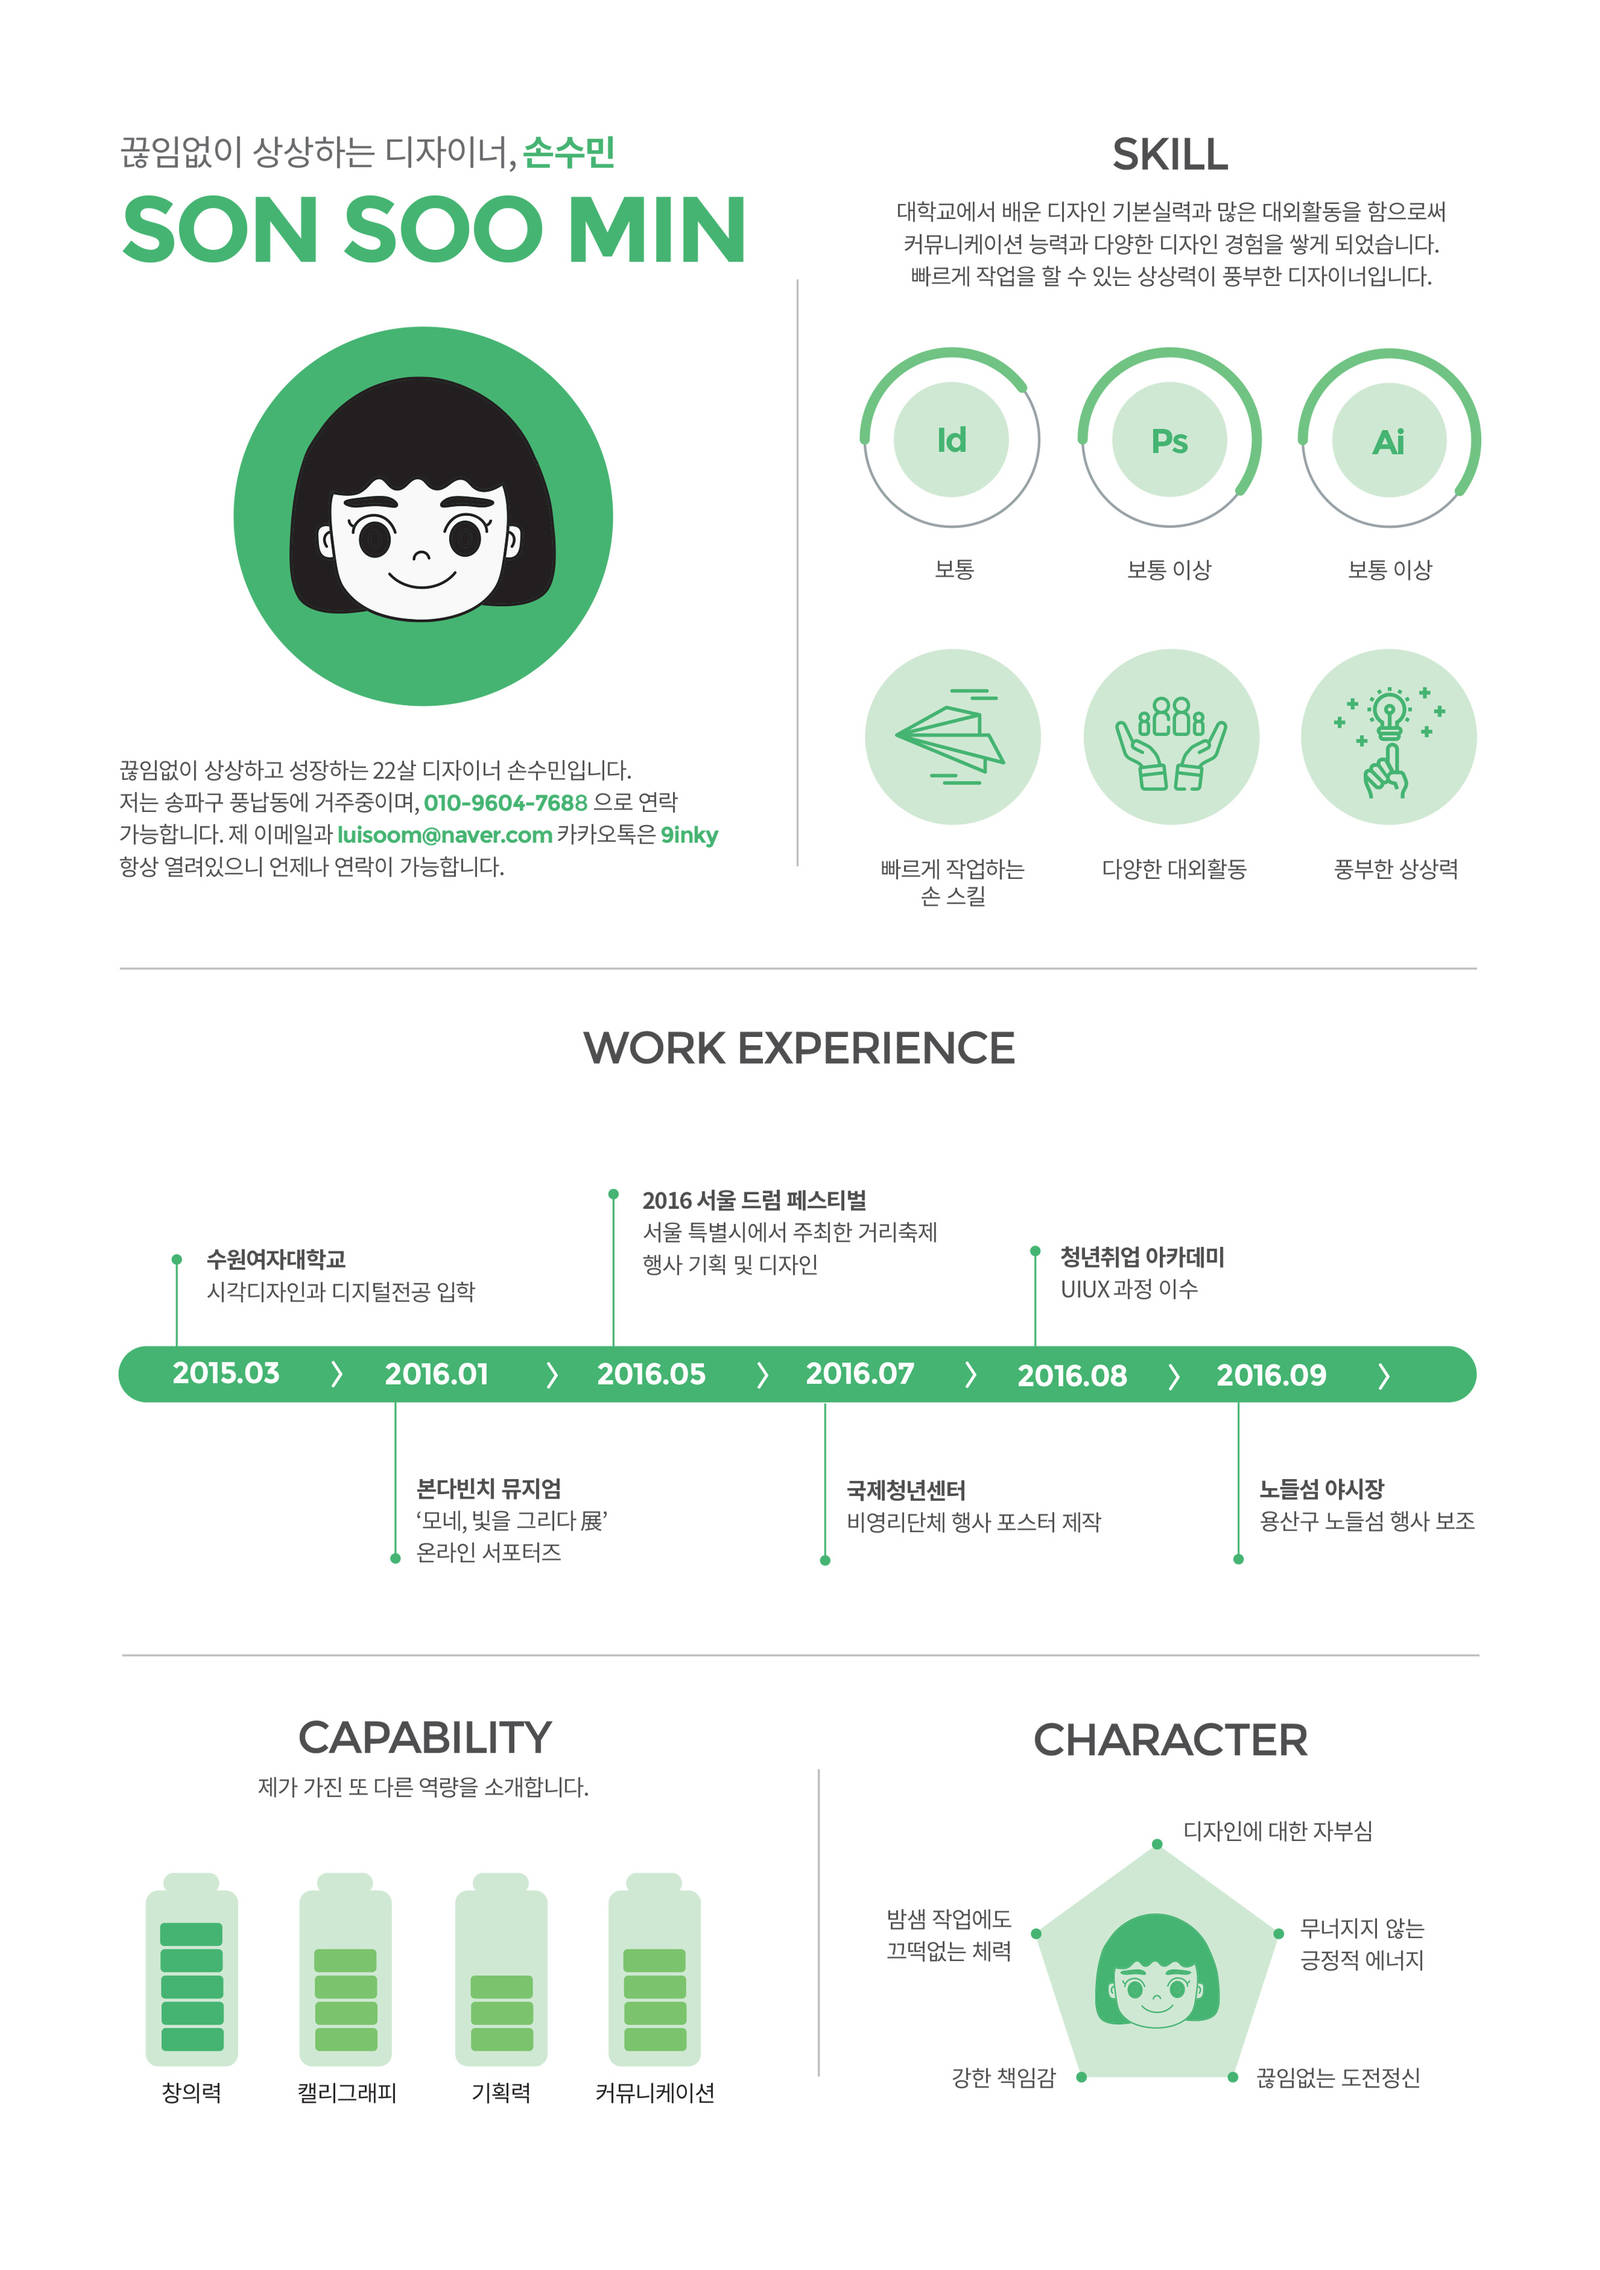 끊임없이 상상하는 디자이너, 손수민
SON SOO MIN
끊임없이 상상하고 성장하는 22살 디자이너 손수민입니다.
저는 송파구 풍납동에 거주중이며, 010-9604-7688 으로 연락
가능합니다. 제 이메일과 luisoom@naver.com 카카오톡은 9inky
항상 열려있으니 언제나 연락이 가능합니다.
SKILL
대학교에서 배운 디자인 기본실력과 많은 대외활동을 함으로써
커뮤니케이션 능력과 다양한 디자인 경험을 쌓게 되었습니다.
빠르게 작업을 할 수 있는 상상력이 풍부한 디자이너입니다.
Id
Ps
Ai
보통
보통 이상
보통 이상
빠르게 작업하는
손 스킬
다양한 대외활동
풍부한 상상력
WORK EXPERIENCE
수원여자대학교
시각디자인과 디지털전공 입학
2016 서울 드럼 페스티벌
서울 특별시에서 주최한 거리축제
행사 기획 및 디자인
청년취업 아카데미
UIUX 과정 이수
2015.03
2016.01
2016.05
2016.07
2016.08
2016.09
본다빈치 뮤지엄
‘모네, 빛을 그리다 展’
온라인 서포터즈
국제청년센터
비영리단체 행사 포스터 제작
노들섬 야시장
용산구 노들섬 행사 보조
CAPABILITY
제가 가진 또 다른 역량을 소개합니다.
창의력
캘리그래피
기획력
커뮤니케이션
CHARACTER
디자인에 대한 자부심
밤샘 작업에도
끄떡없는 체력
무너지지 않는
긍정적 에너지
강한 책임감
끊임없는 도전정신